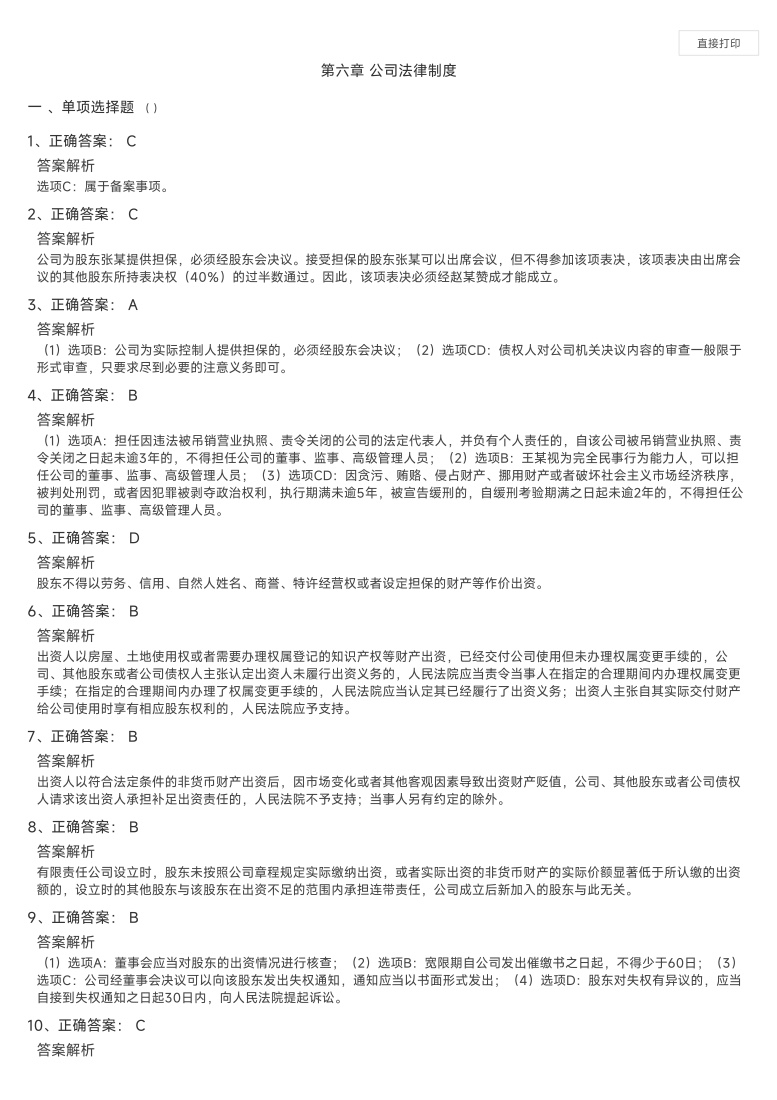 直接打印
第六章 公司法律制度
一 、单项选择题 （ ）
1、正确答案： C
答案解析
选项C：属于备案事项。
2、正确答案： C
答案解析
公司为股东张某提供担保，必须经股东会决议。接受担保的股东张某可以出席会议，但不得参加该项表决，该项表决由出席会
议的其他股东所持表决权（40%）的过半数通过。因此，该项表决必须经赵某赞成才能成立。
3、正确答案： A
答案解析
（1）选项B：公司为实际控制人提供担保的，必须经股东会决议；（2）选项CD：债权人对公司机关决议内容的审查一般限于
形式审查，只要求尽到必要的注意义务即可。
4、正确答案： B
答案解析
（1）选项A：担任因违法被吊销营业执照、责令关闭的公司的法定代表人，并负有个人责任的，自该公司被吊销营业执照、责
令关闭之日起未逾3年的，不得担任公司的董事、监事、高级管理人员；（2）选项B：王某视为完全民事行为能力人，可以担
任公司的董事、监事、高级管理人员；（3）选项CD：因贪污、贿赂、侵占财产、挪用财产或者破坏社会主义市场经济秩序，
被判处刑罚，或者因犯罪被剥夺政治权利，执行期满未逾5年，被宣告缓刑的，自缓刑考验期满之日起未逾2年的，不得担任公
司的董事、监事、高级管理人员。
5、正确答案： D
答案解析
股东不得以劳务、信用、自然人姓名、商誉、特许经营权或者设定担保的财产等作价出资。
6、正确答案： B
答案解析
出资人以房屋、土地使用权或者需要办理权属登记的知识产权等财产出资，已经交付公司使用但未办理权属变更手续的，公
司、其他股东或者公司债权人主张认定出资人未履行出资义务的，人民法院应当责令当事人在指定的合理期间内办理权属变更
手续；在指定的合理期间内办理了权属变更手续的，人民法院应当认定其已经履行了出资义务；出资人主张自其实际交付财产
给公司使用时享有相应股东权利的，人民法院应予支持。
7、正确答案： B
答案解析
出资人以符合法定条件的非货币财产出资后，因市场变化或者其他客观因素导致出资财产贬值，公司、其他股东或者公司债权
人请求该出资人承担补足出资责任的，人民法院不予支持；当事人另有约定的除外。
8、正确答案： B
答案解析
有限责任公司设立时，股东未按照公司章程规定实际缴纳出资，或者实际出资的非货币财产的实际价额显著低于所认缴的出资
额的，设立时的其他股东与该股东在出资不足的范围内承担连带责任，公司成立后新加入的股东与此无关。
9、正确答案： B
答案解析
（1）选项A：董事会应当对股东的出资情况进行核查；（2）选项B：宽限期自公司发出催缴书之日起，不得少于60日；（3）
选项C：公司经董事会决议可以向该股东发出失权通知，通知应当以书面形式发出；（4）选项D：股东对失权有异议的，应当
自接到失权通知之日起30日内，向人民法院提起诉讼。
10、正确答案： C
答案解析